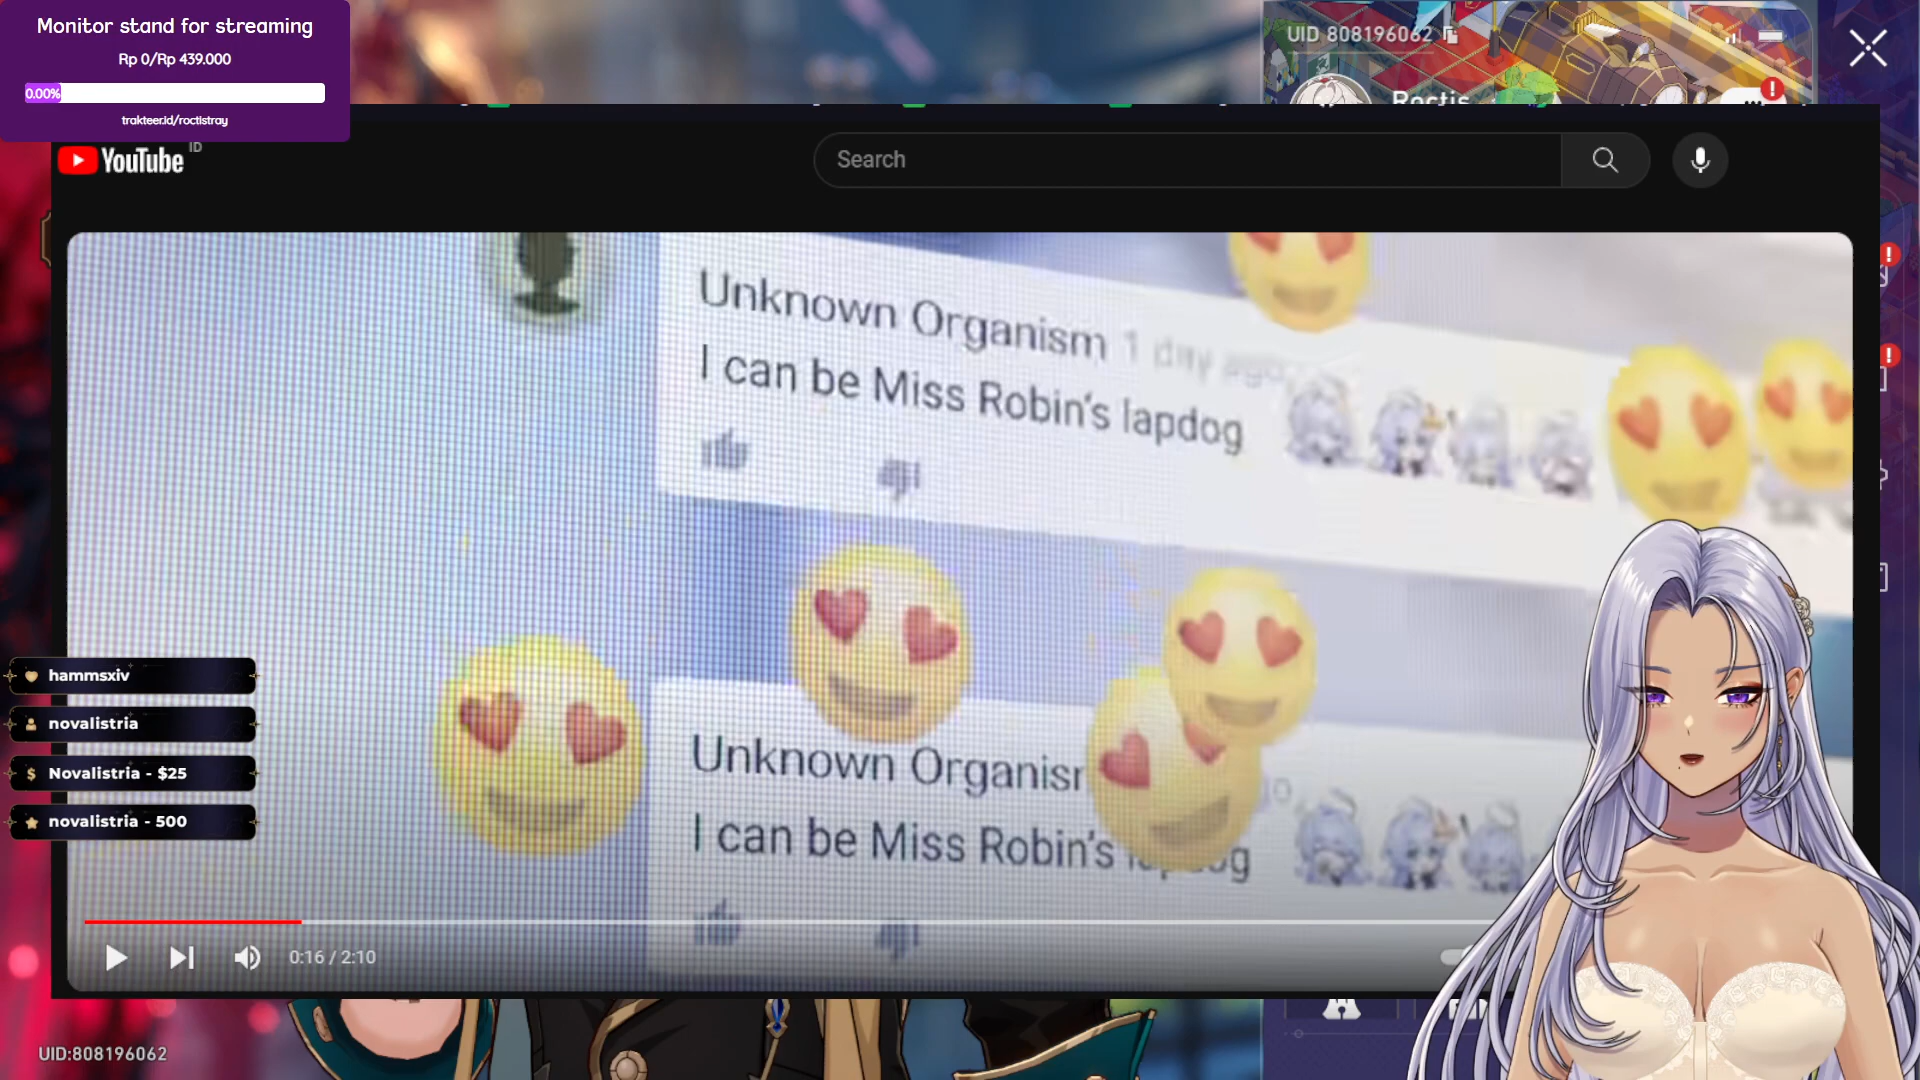 Monitor stand for streaming
Rp 0/Rp 439.000
0.00%
trakteer.id/roctistray
UID 808196062
Roctis
YouTube ID
Search
Unknown Organism 1 day ago
I can be Miss Robin's lapdog
Unknown
I can be Miss Robin's
hammsxiv
novalistria
Novalistria - $25
novalistria - 500
0:16 / 2:10
UID:808196062